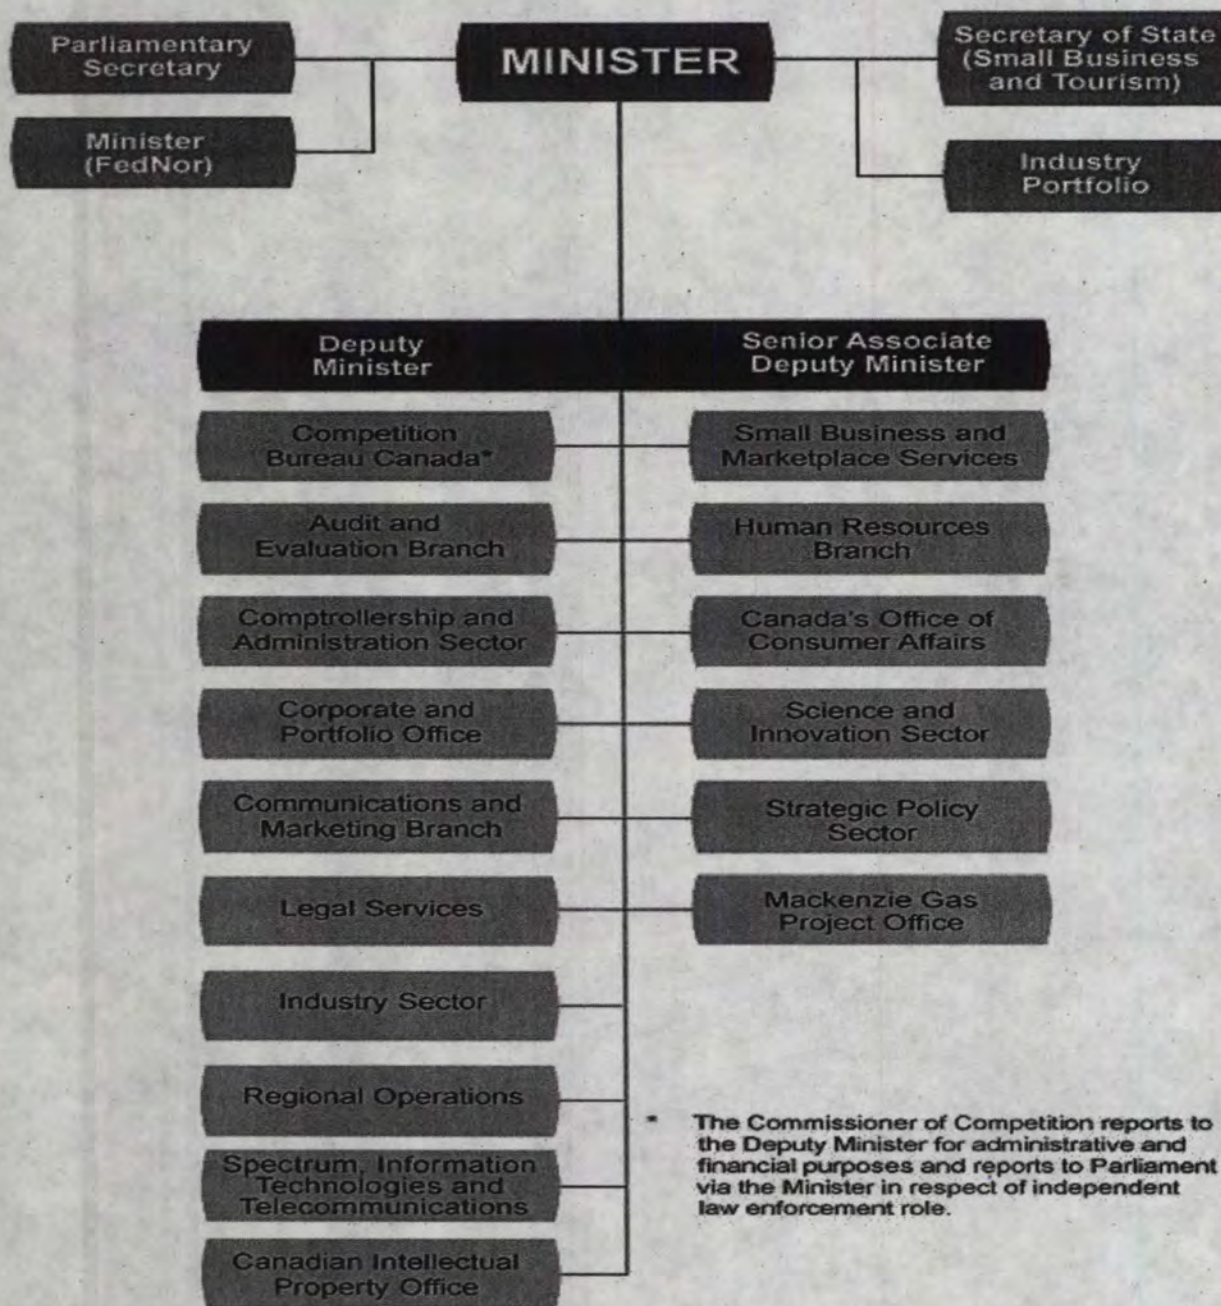 Parliamentary
Secretary
MINISTER
Secretary of State
(Small Business
and Tourism)
Minister
(FedNor)
Industry
Portfolio
Deputy
Minister
Senior Associate
Deputy Minister
Competition
Bureau Canada*
Small Business and
Marketplace Services
Audit and
Evaluation Branch
Human Resources
Branch
Comptrollership and
Administration Sector
Canada's Office of
Consumer Affairs
Corporate and
Portfolio Office
Science and
Innovation Sector
Communications and
Marketing Branch
Strategic Policy
Sector
Legal Services
Mackenzie Gas
Project Office
Industry Sector
Regional Operations
Spectrum, Information
Technologies and
Telecommunications
Canadian Intellectual
Property Office
* The Commissioner of Competition reports to
the Deputy Minister for administrative and
financial purposes and reports to Parliament
via the Minister in respect of independent
law enforcement role.